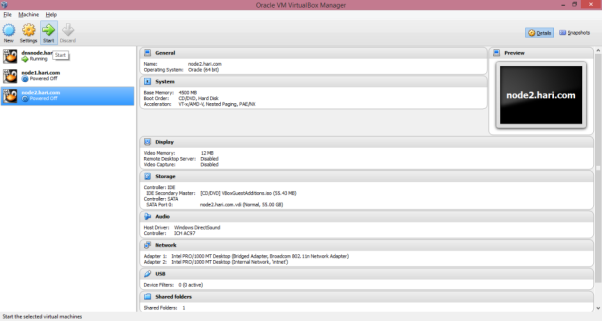 Oracle VM VirtualBox Manager
File Machine Help
New Settings Start Discard
Details Snapshots
Start
Running
node1.hari.com
Powered Off
node2.hari.com
Powered Off
General
Name: node2.hari.com
Operating System: Oracle (64 bit)
System
Base Memory: 4500 MB
Boot Order: CD/DVD, Hard Disk
Acceleration: VT-x/AMD-V, Nested Paging, PAE/NX
Preview
node2.hari.com
Display
Video Memory: 12 MB
Remote Desktop Server: Disabled
Video Capture: Disabled
Storage
Controller: IDE
IDE Secondary Master: [CD/DVD] VBoxGuestAdditions.iso (55.43 MB)
Controller: SATA
SATA Port 0: node2.hari.com.vdi (Normal, 55.00 GB)
Audio
Host Driver: Windows DirectSound
Controller: ICH AC97
Network
Adapter 1: Intel PRO/1000 MT Desktop (Bridged Adapter, Broadcom 802.11n Network Adapter)
Adapter 2: Intel PRO/1000 MT Desktop (Internal Network, 'intnet')
USB
Device Filters: 0 (0 active)
Shared folders
Shared Folders: 1
Start the selected virtual machines